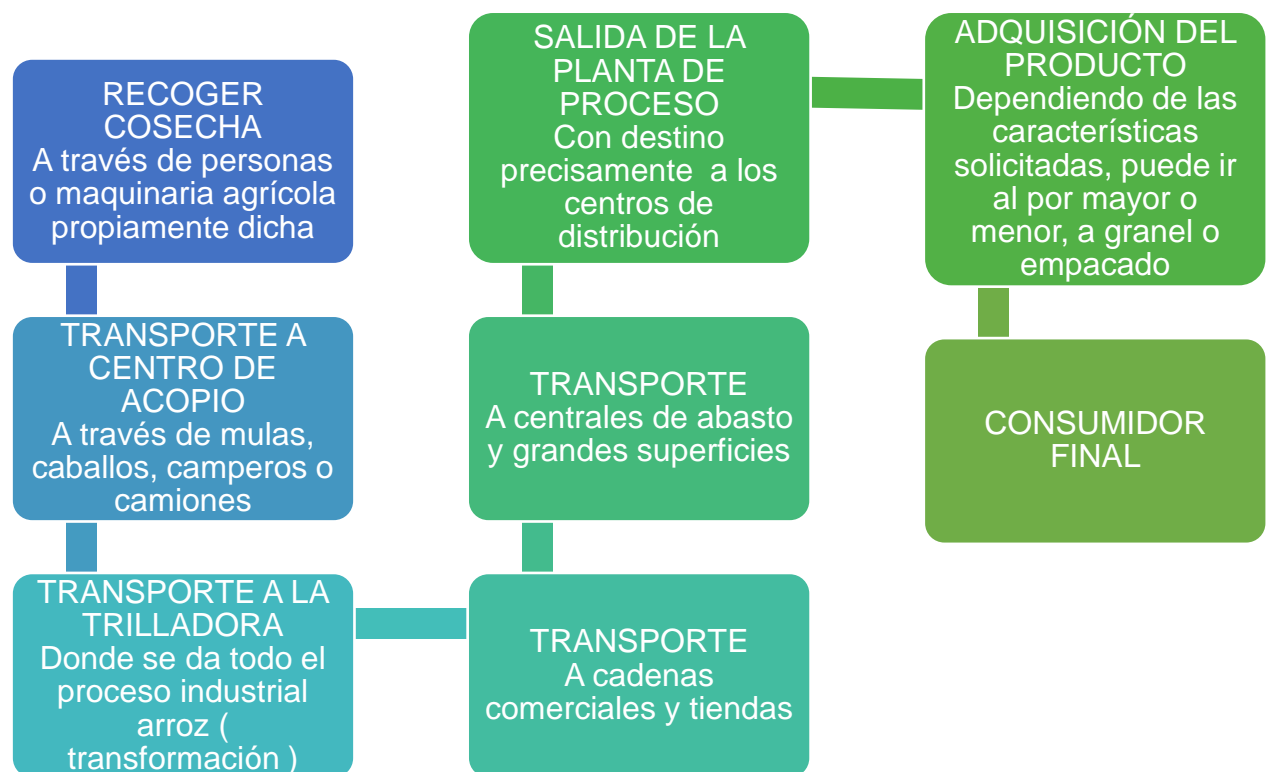 RECOGER
COSECHA
A través de personas
o maquinaria agrícola
propiamente dicha
TRANSPORTE A
CENTRO DE
ACOPIO
A través de mulas,
caballos, camperos o
camiones
TRANSPORTE A LA
TRILLADORA
Donde se da todo el
proceso industrial
arroz (
transformación )
TRANSPORTE
A cadenas
comerciales y tiendas
TRANSPORTE
A centrales de abasto
y grandes superficies
SALIDA DE LA
PLANTA DE
PROCESO
Con destino
precisamente  a los
centros de
distribución
ADQUISICIÓN DEL
PRODUCTO
Dependiendo de las
características
solicitadas, puede ir
al por mayor o
menor, a granel o
empacado
CONSUMIDOR
FINAL